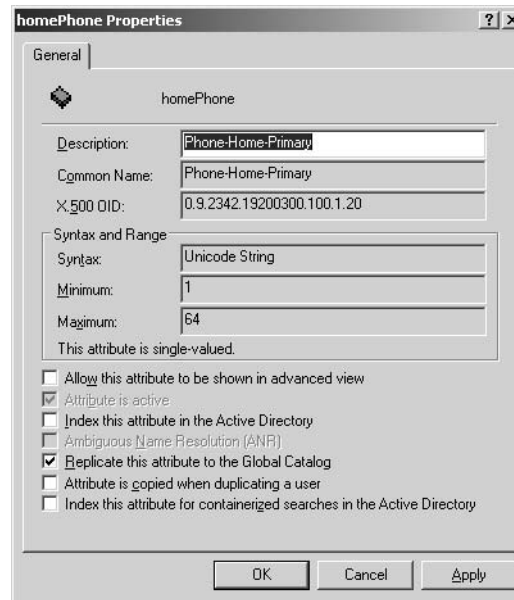 homePhone Properties ? X
General
homePhone
Description: Phone-Home-Primary
Common Name: Phone-Home-Primary
X.500 OID: 0.9.2342.19200300.100.1.20
Syntax and Range
Syntax: Unicode String
Minimum: 1
Maximum: 64
This attribute is single-valued.
Allow this attribute to be shown in advanced view
Attribute is active
Index this attribute in the Active Directory
Ambiguous Name Resolution (ANR)
Replicate this attribute to the Global Catalog
Attribute is copied when duplicating a user
Index this attribute for containerized searches in the Active Directory
OK Cancel Apply